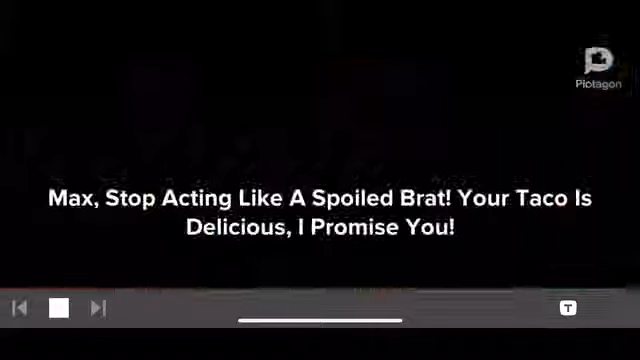 Plotagon
Max, Stop Acting Like A Spoiled Brat! Your Taco Is
Delicious, I Promise You!
T